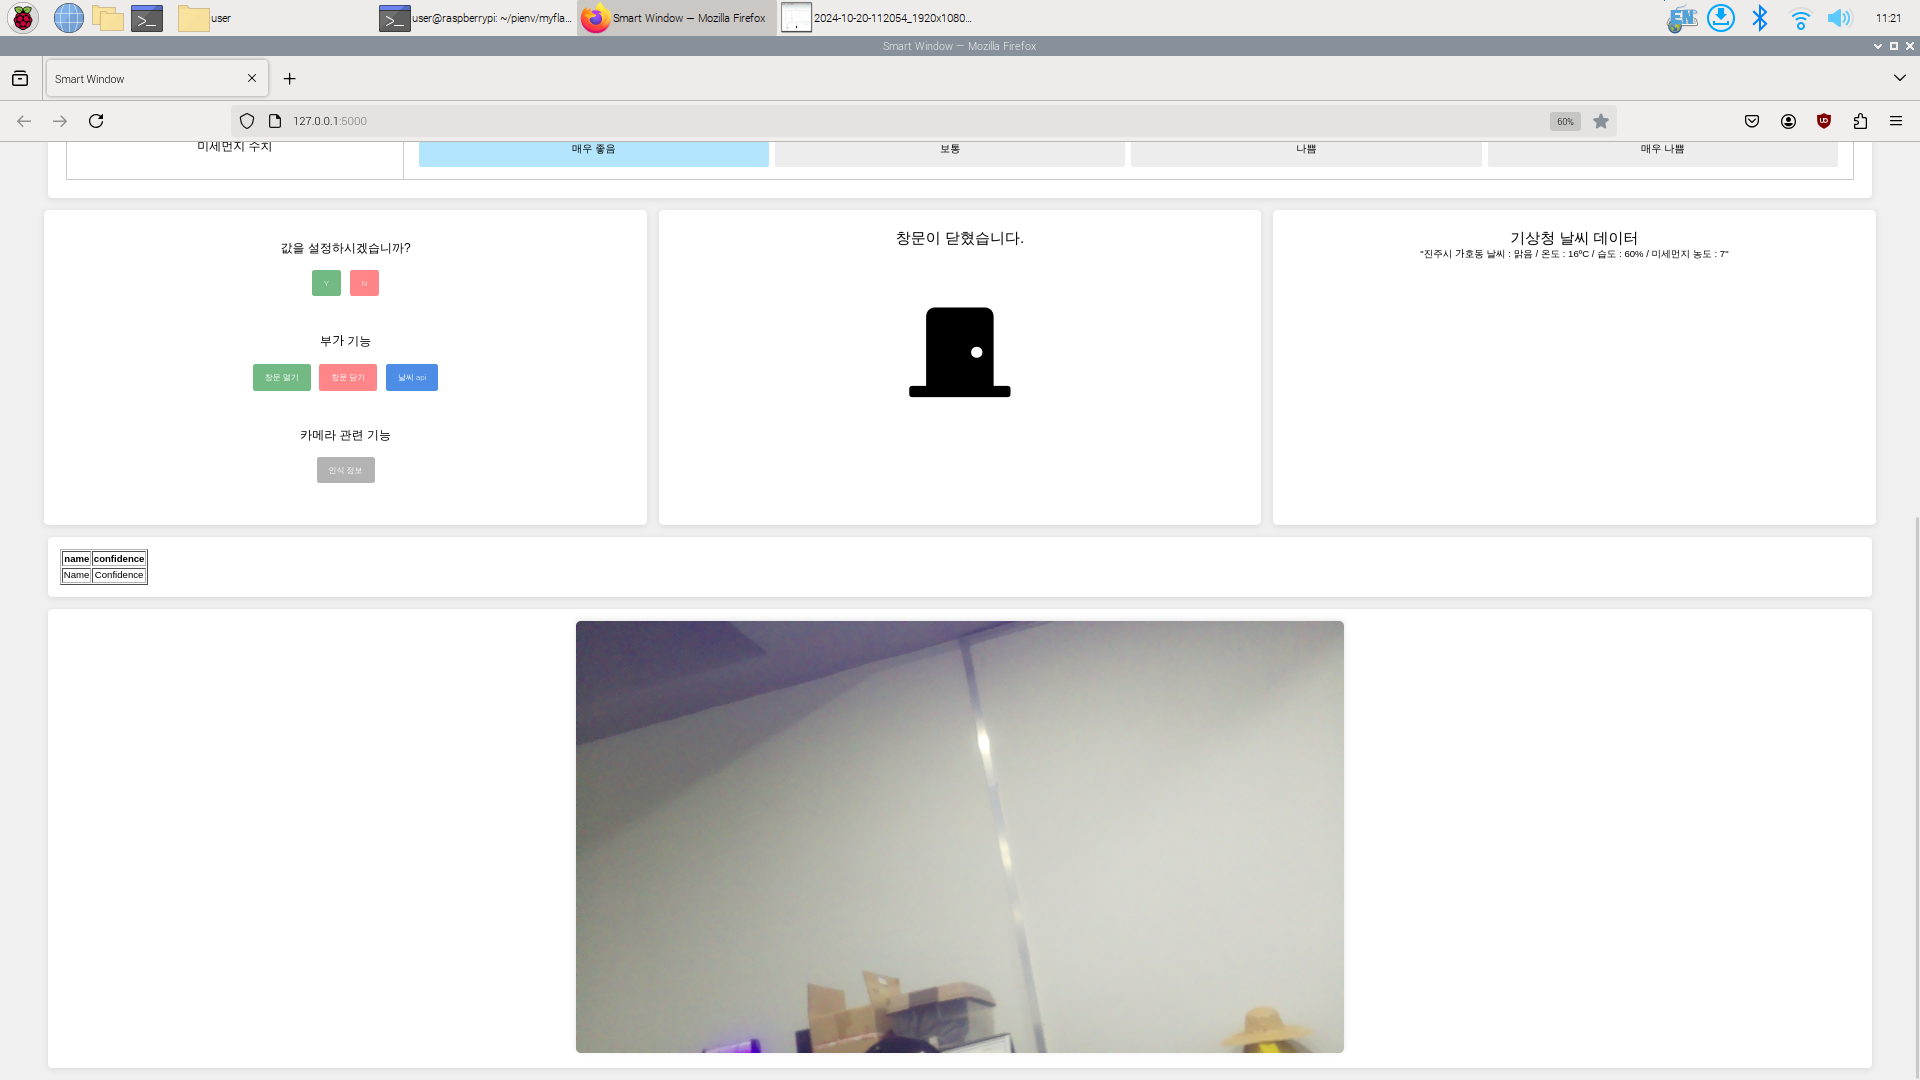 user
user@raspberrypi: ~/pienv/myfla...
Smart Window — Mozilla Firefox
2024-10-20-112054_1920x1080...
EN
11:21
Smart Window — Mozilla Firefox
Smart Window
127.0.0.1:5000
60%
미세먼지 수치
매우 좋음
보통
나쁨
매우 나쁨
값을 설정하시겠습니까?
Y
N
부가 기능
창문 열기
창문 닫기
날씨 api
카메라 관련 기능
인식 정보
창문이 닫혔습니다.
기상청 날씨 데이터
"진주시 가호동 날씨 : 맑음 / 온도 : 16ºC / 습도 : 60% / 미세먼지 농도 : 7"
name confidence
Name Confidence